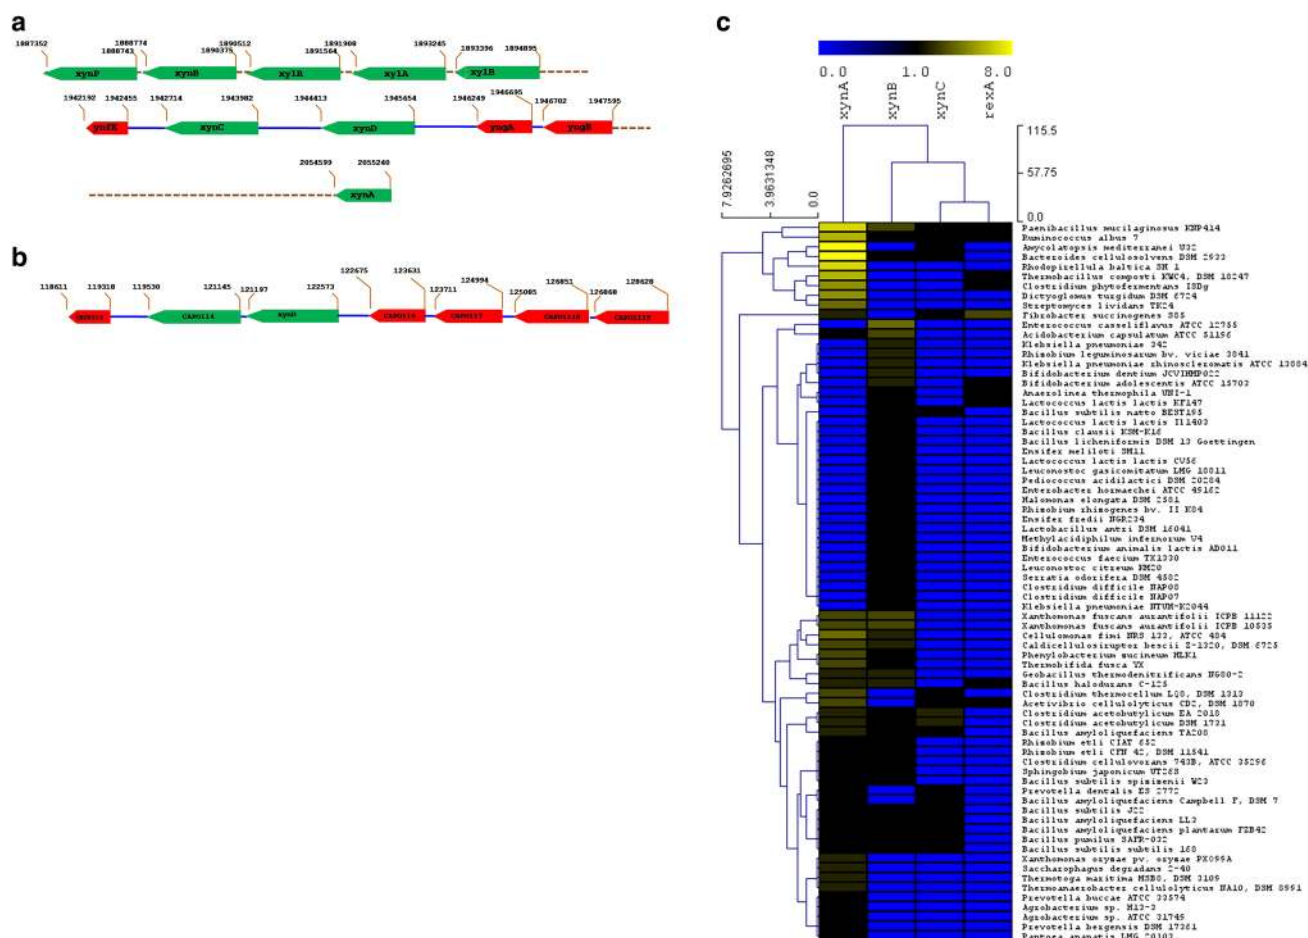 a
1887352
1888774
1888743
1890512
1890375
1891908
1891564
1893245
1893396
1894895
xynP
xynB
xylR
xylA
xylB
1942192
1942455
1942714
1943982
1944413
1945654
1946249
1946695
1946702
1947595
ynfE
xynC
xynD
2054599
2055240
xynA
b
119310
119530
121145
121197
122573
122675
123631
123711
124994
c
0.0 1.0 8.0
xynA
xynB
xynC
rexA
115.5
57.75
0.0
7.9262695
3.9631348
0.0
Paenibacillus mucilaginosus KNP414
Ruminococcus albus 7
Amycolatopsis mediterranei U32
Bacteroides cellulosolvens DSM 2933
Rhodopirellula baltica SH 1
Thermobacillus composti KWC4, DSM 18247
Clostridium phytofermentans ISDg
Dictyoglomus turgidum DSM 6724
Streptomyces lividans TK24
Fibrobacter succinogenes S85
Enterococcus casseliflavus ATCC 12755
Acidobacterium capsulatum ATCC 51196
Klebsiella pneumoniae 342
Rhizobium leguminosarum bv. viciae 3841
Klebsiella pneumoniae rhinoscleromatis ATCC 13884
Bifidobacterium dentium JCVIHMP022
Bifidobacterium adolescentis ATCC 15703
Anaerolinea thermophila UNI-1
Lactococcus lactis lactis KF147
Bacillus subtilis natto BEST195
Lactococcus lactis lactis Il1403
Bacillus clausii KSM-K16
Bacillus licheniformis DSM 13 Goettingen
Ensifer meliloti SM11
Lactococcus lactis lactis CV56
Leuconostoc gasicomitatum LMG 18811
Pediococcus acidilactici DSM 20284
Enterobacter hormaechei ATCC 49162
Halomonas elongata DSM 2581
Rhizobium rhizogenes bv. II K84
Ensifer fredii NGR234
Lactobacillus antri DSM 16041
Methylacidiphilum infernorum V4
Bifidobacterium animalis lactis AD011
Enterococcus faecium TX1330
Leuconostoc citreum KM20
Serratia odorifera DSM 4582
Clostridium difficile NAP08
Clostridium difficile NAP07
Klebsiella pneumoniae NTUH-K2044
Xanthomonas fuscans aurantifolii ICPB 11122
Xanthomonas fuscans aurantifolii ICPB 10535
Cellulomonas fimi NRS 133, ATCC 484
Caldicellulosiruptor bescii Z-1320, DSM 6725
Phenylobacterium zucineum HLK1
Thermobifida fusca YX
Geobacillus thermodenitrificans NG80-2
Bacillus halodurans C-125
Clostridium thermocellum LQ8, DSM 1313
Acetivibrio cellulolyticus CD2, DSM 1870
Clostridium acetobutylicum EA 2018
Clostridium acetobutylicum DSM 1731
Bacillus amyloliquefaciens TA208
Rhizobium etli CIAT 652
Rhizobium etli CFN 42, DSM 11541
Clostridium cellulovorans 743B, ATCC 35296
Sphingobium japonicum UT26S
Bacillus subtilis spizizenii W23
Prevotella dentalis ES 2772
Bacillus amyloliquefaciens Campbell F, DSM 7
Bacillus subtilis
Bacillus amyloliquefaciens LL3
Bacillus amyloliquefaciens plantarum FZB42
Bacillus pumilus SAFR-032
Bacillus subtilis subtilis 168
Xanthomonas oryzae pv. oryzae PXO99A
Saccharophagus degradans 2-40
Thermotoga maritima MSB8, DSM 3109
Thermoanaerobacter cellulolyticus NA10, DSM 8991
Prevotella buccae ATCC 33574
Agrobacterium sp. H13-3
Agrobacterium sp. ATCC 31749
Prevotella bergensis DSM 17361
Pantoea ananatis LMG 20103